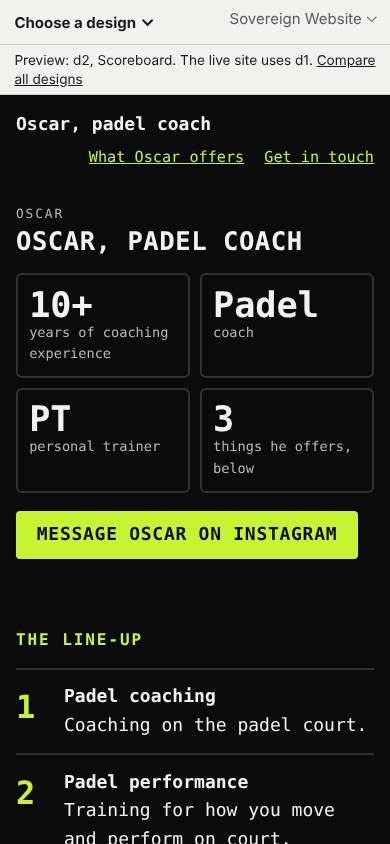 Choose a design
Sovereign Website
Preview: d2, Scoreboard. The live site uses d1. Compare
all designs
Oscar, padel coach
What Oscar offers
Get in touch
OSCAR
OSCAR, PADEL COACH
10+
years of coaching
experience
Padel
coach
PT
personal trainer
3
things he offers,
below
MESSAGE OSCAR ON INSTAGRAM
THE LINE-UP
1
Padel coaching
Coaching on the padel court.
2
Padel performance
Training for how you move
and perform on court.